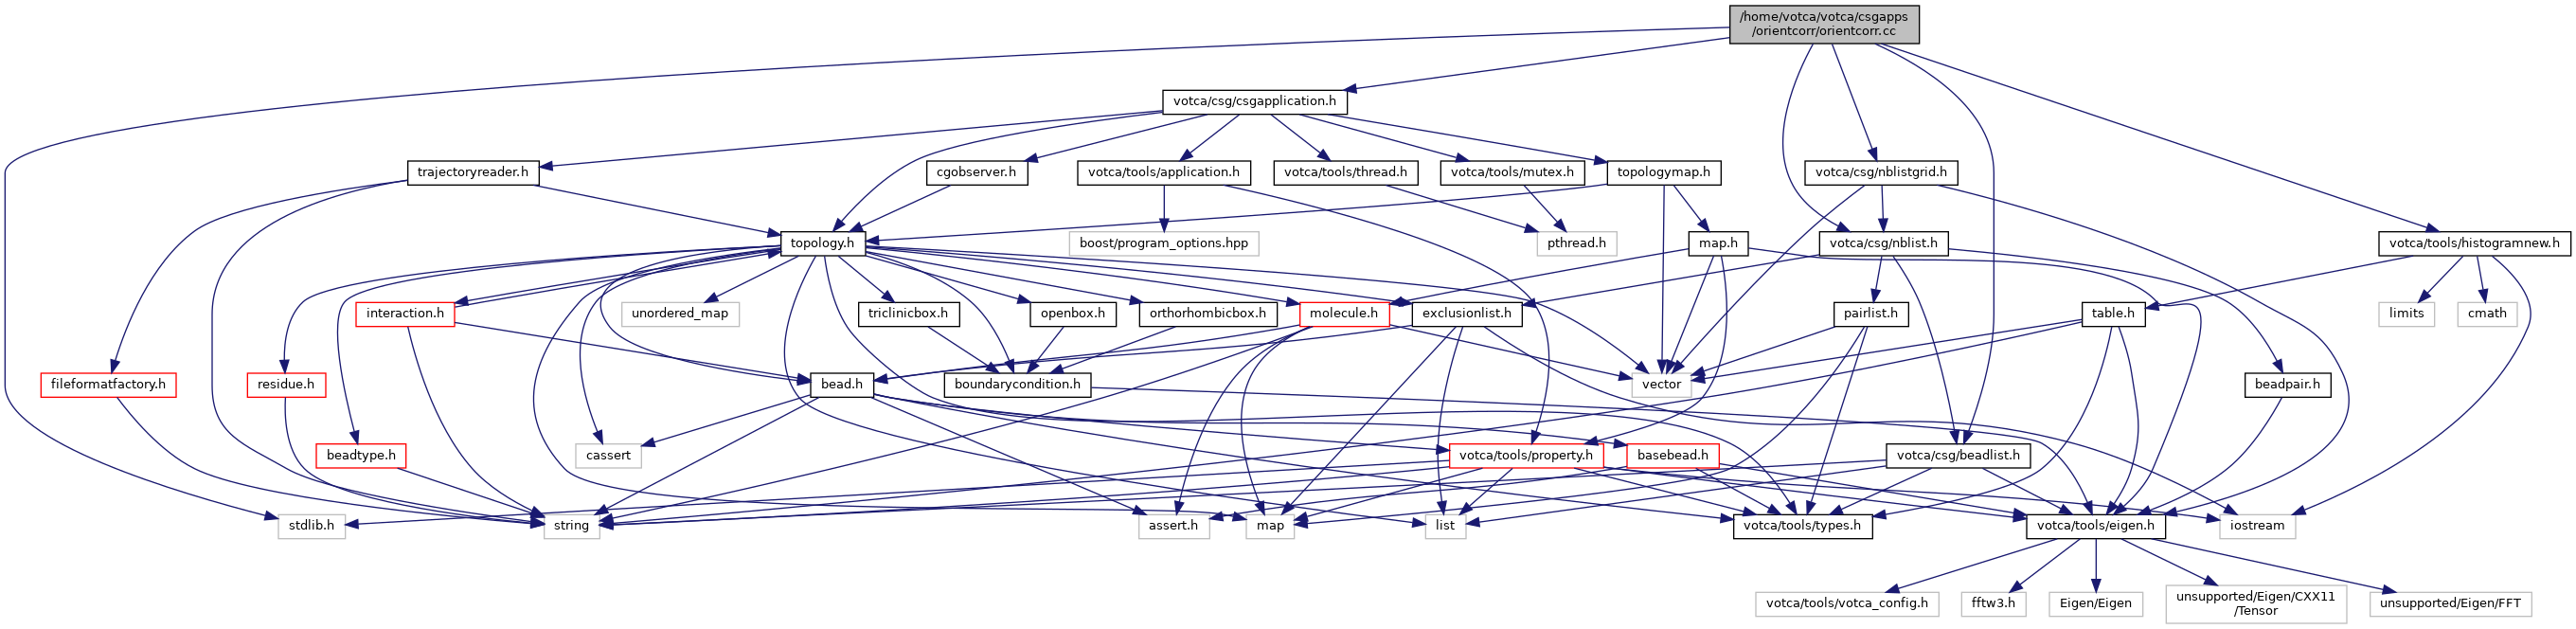 /home/votca/votca/csgapps
/orientcorr/orientcorr.cc
votca/csg/csgapplication.h
trajectoryreader.h
cgobserver.h
votca/tools/application.h
votca/tools/thread.h
votca/tools/mutex.h
topologymap.h
votca/csg/nblistgrid.h
topology.h
boost/program_options.hpp
pthread.h
map.h
votca/csg/nblist.h
votca/tools/histogramnew.h
interaction.h
unordered_map
triclinicbox.h
openbox.h
orthorhombicbox.h
molecule.h
exclusionlist.h
pairlist.h
table.h
limits
cmath
fileformatfactory.h
residue.h
bead.h
boundarycondition.h
vector
beadpair.h
beadtype.h
cassert
votca/tools/property.h
basebead.h
votca/csg/beadlist.h
stdlib.h
string
assert.h
map
list
votca/tools/types.h
votca/tools/eigen.h
iostream
votca/tools/votca_config.h
fftw3.h
Eigen/Eigen
unsupported/Eigen/CXX11
/Tensor
unsupported/Eigen/FFT